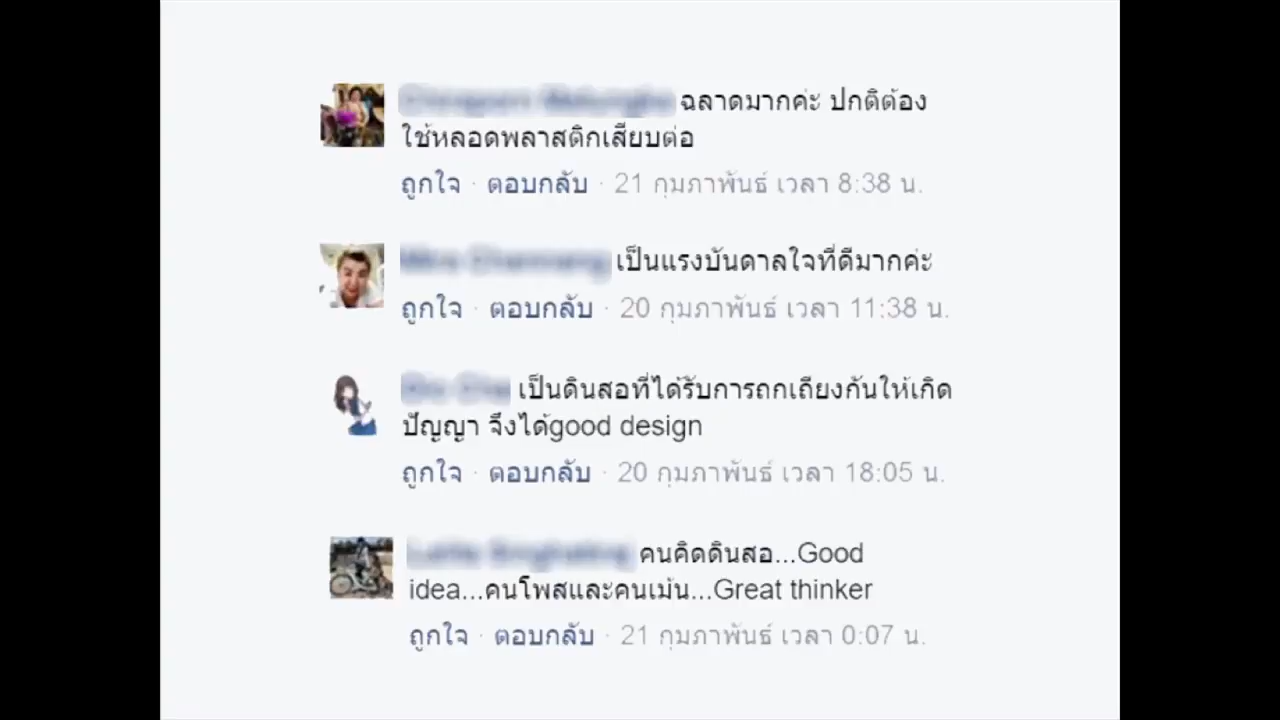 ฉลาดมากค่ะ ปกติต้อง
ใช้หลอดพลาสติกเสียบต่อ
ถูกใจ · ตอบกลับ · 21 กุมภาพันธ์ เวลา 8:38 น.
เป็นแรงบันดาลใจที่ดีมากค่ะ
ถูกใจ · ตอบกลับ · 20 กุมภาพันธ์ เวลา 11:38 น.
เป็นดินสอที่ได้รับการถกเถียงกันให้เกิด
ปัญญา จึงได้good design
ถูกใจ · ตอบกลับ · 20 กุมภาพันธ์ เวลา 18:05 น.
คนคิดดินสอ...Good
idea...คนโพสและคนเม้น...Great thinker
ถูกใจ · ตอบกลับ · 21 กุมภาพันธ์ เวลา 0:07 น.